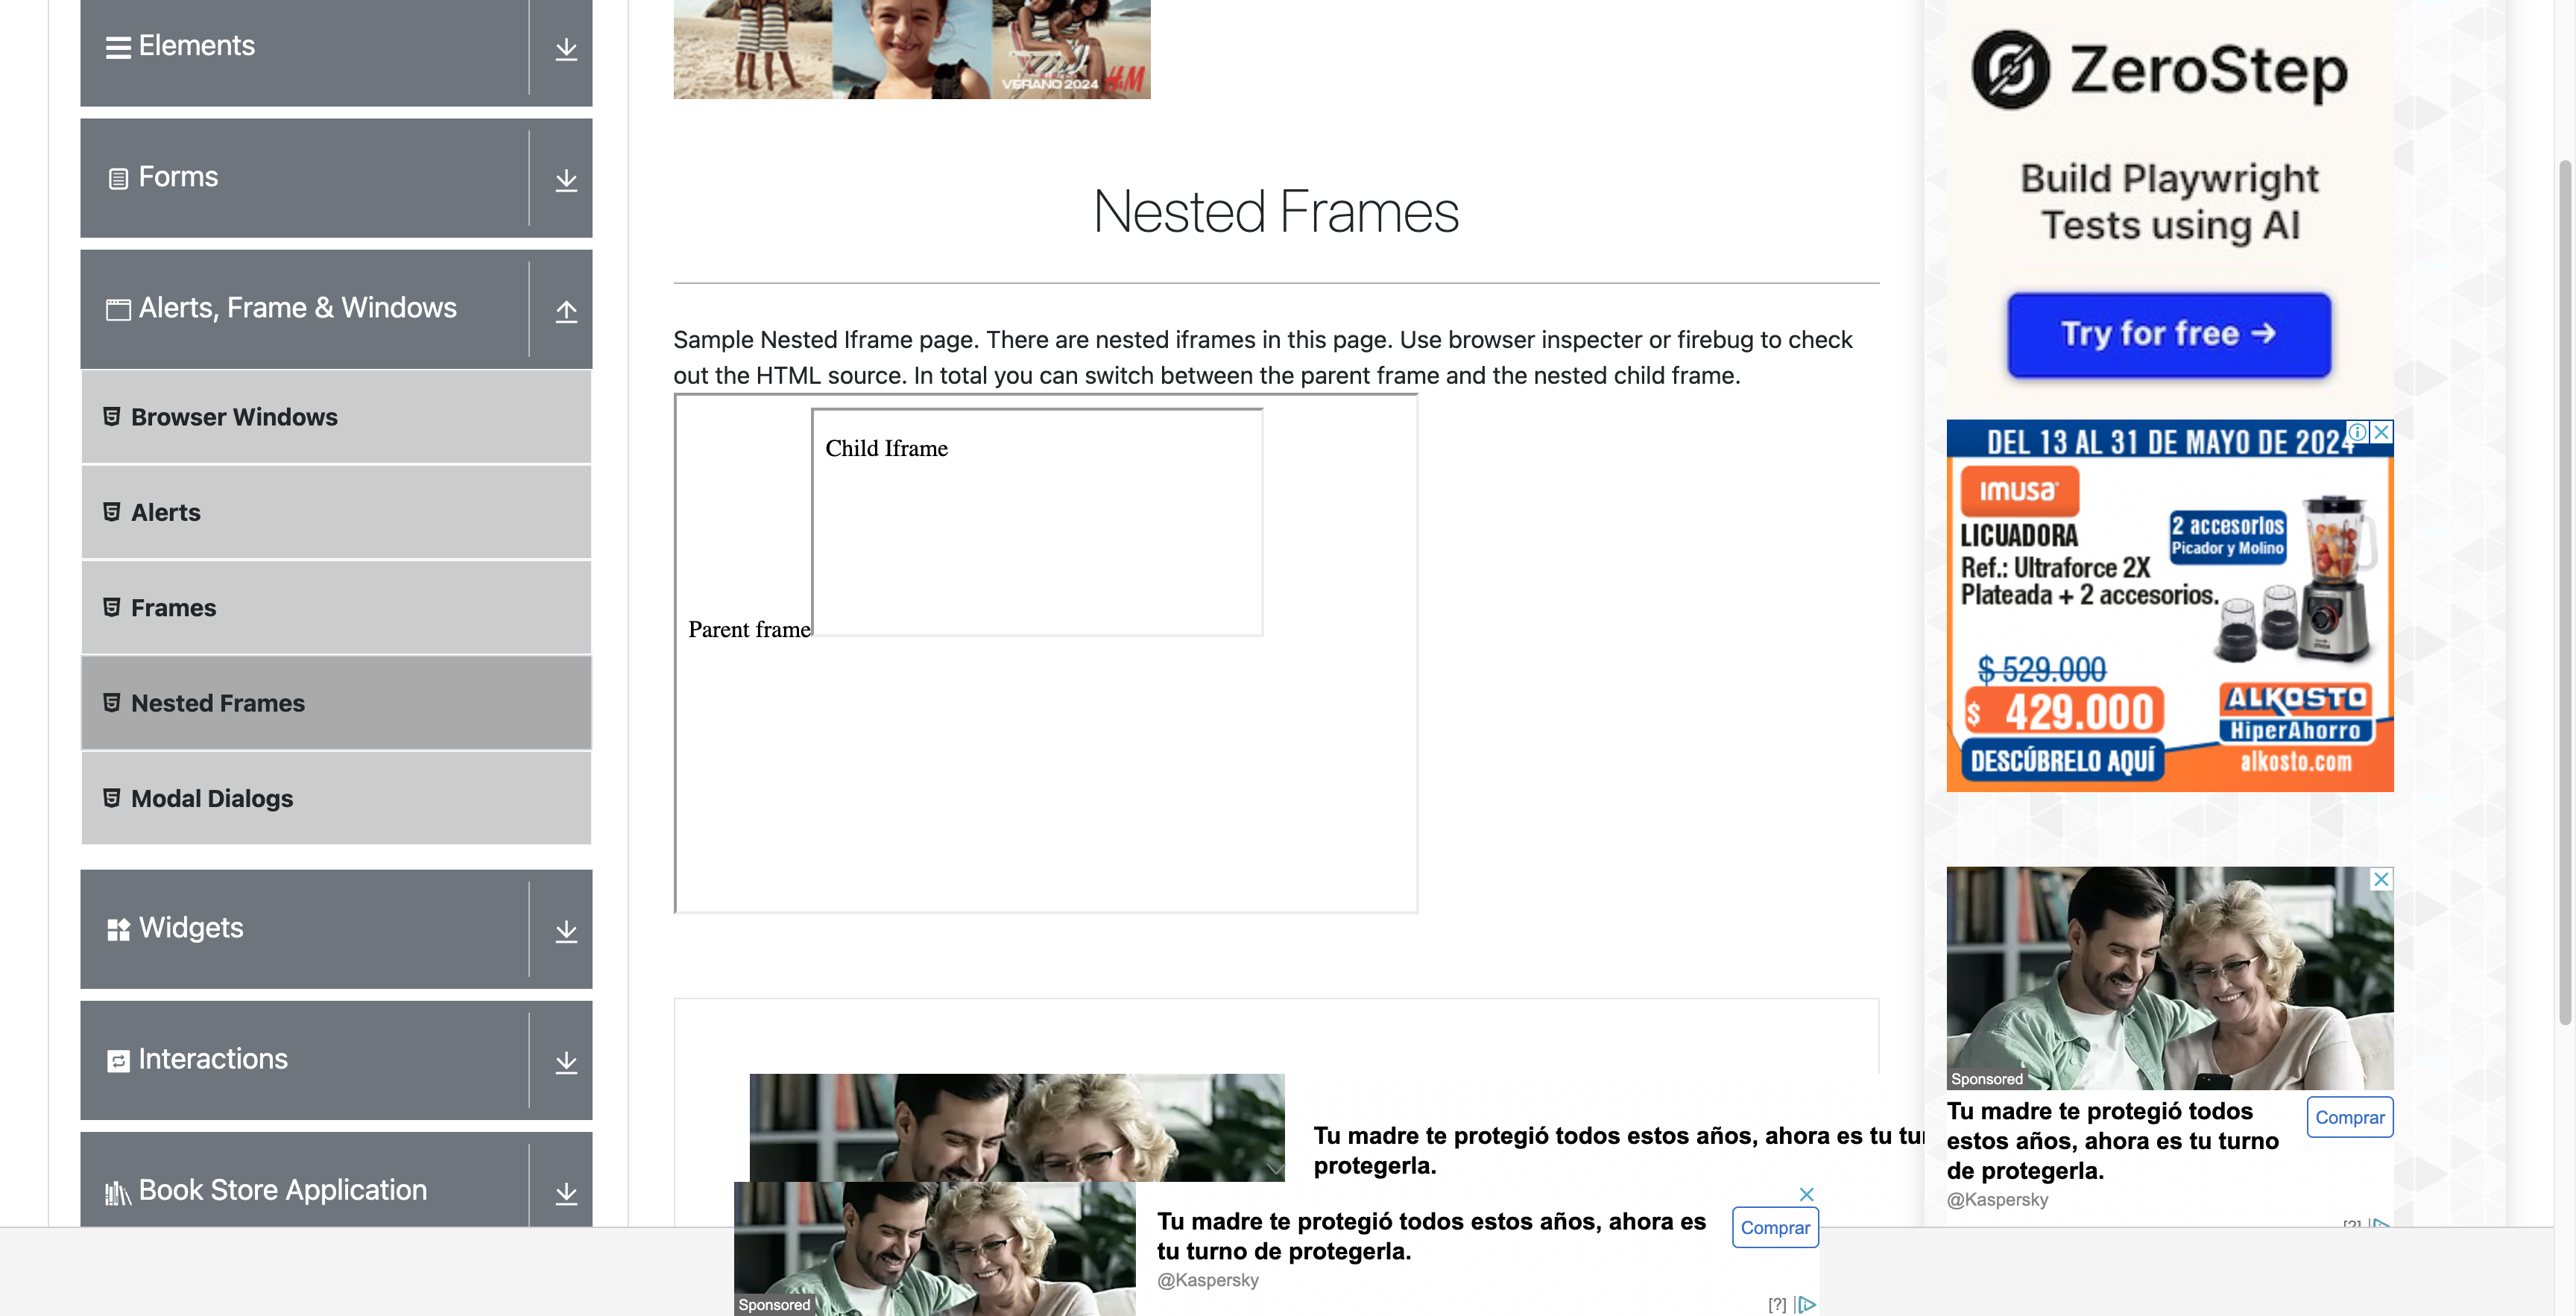 Elements
Forms
Alerts, Frame & Windows
Browser Windows
Alerts
Frames
Nested Frames
Modal Dialogs
Widgets
Interactions
Book Store Application
VERANO 2024 H&M
Nested Frames
Sample Nested Iframe page. There are nested iframes in this page. Use browser inspecter or firebug to check
out the HTML source. In total you can switch between the parent frame and the nested child frame.
Child Iframe
Parent frame
Tu madre te protegió todos estos años, ahora es tu tur
protegerla.
Tu madre te protegió todos estos años, ahora es
tu turno de protegerla.
@Kaspersky
Comprar
Sponsored
[?]
ZeroStep
Build Playwright
Tests using AI
Try for free →
DEL 13 AL 31 DE MAYO DE 2024
IMUSA
LICUADORA
Ref.: Ultraforce 2X
Plateada + 2 accesorios.
2 accesorios
Picador y Molino
$ 529.000
$ 429.000
DESCÚBRELO AQUÍ
ALKOSTO
HiperAhorro
alkosto.com
Sponsored
Tu madre te protegió todos
estos años, ahora es tu turno
de protegerla.
@Kaspersky
Comprar
[?]